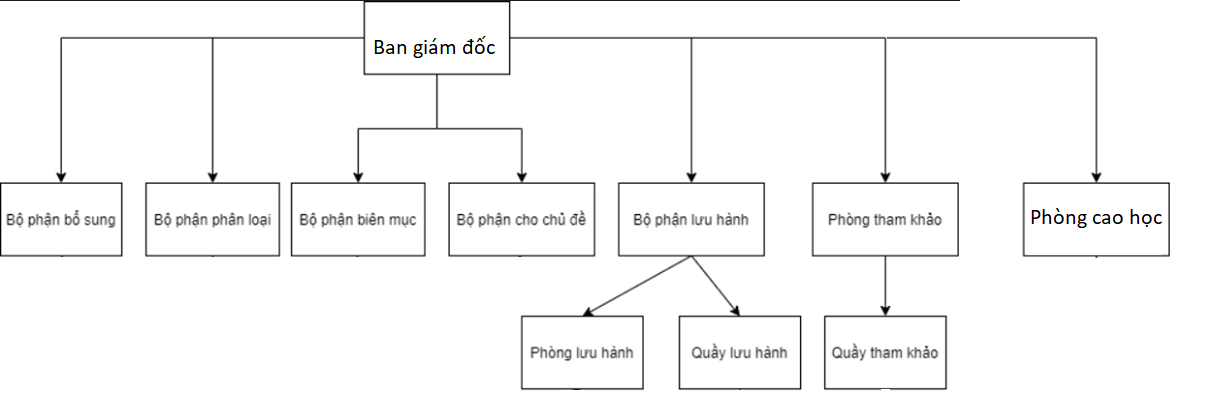 Ban giám đốc
Bộ phận bổ sung
Bộ phận phân loại
Bộ phận biên mục
Bộ phận cho chủ đề
Bộ phận lưu hành
Phòng tham khảo
Phòng cao học
Phòng lưu hành
Quầy lưu hành
Quầy tham khảo